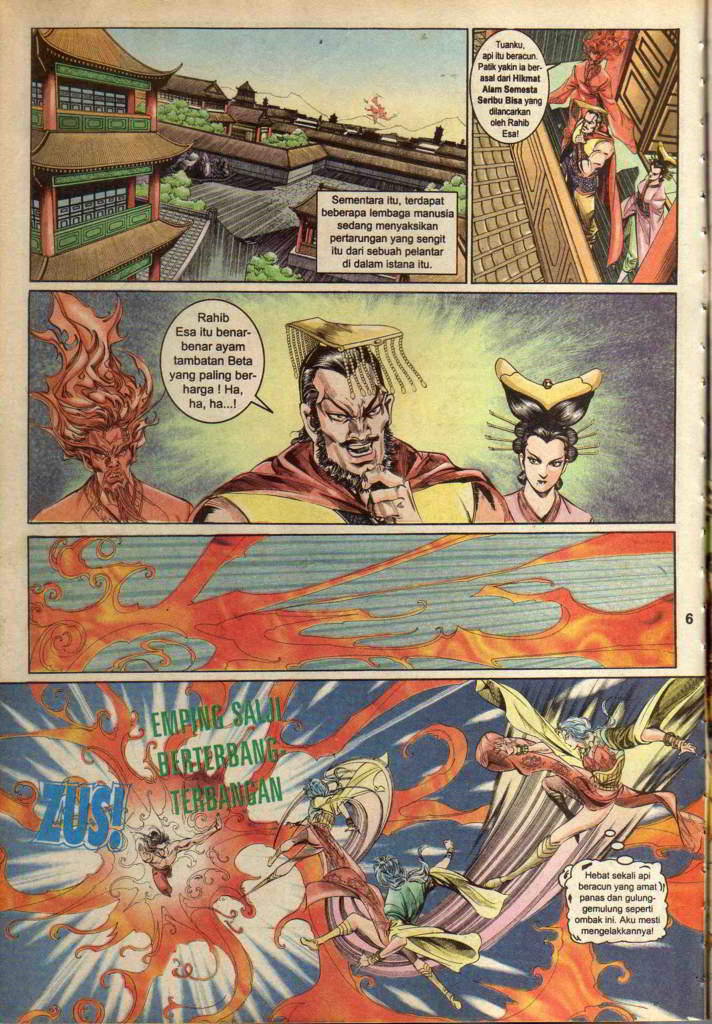 Tuanku,
api itu beracun.
Patik yakin ia ber-
asal dari Hikmat
Alam Semesta
Seribu Bisa yang
dilancarkan
oleh Rahib
Esa!
Sementara itu, terdapat
beberapa lembaga manusia
sedang menyaksikan
pertarungan yang sengit
itu dari sebuah pelantar
di dalam istana itu.
Rahib
Esa itu benar-
benar ayam
tambatan Beta
yang paling ber-
harga ! Ha,
ha, ha...!
6
EMPING SALJI
BERTERBANG-
TERBANGAN
ZUS!
Hebat sekali api
beracun yang amat
panas dan gulung-
gemulung seperti
ombak ini. Aku mesti
mengelakkannya!